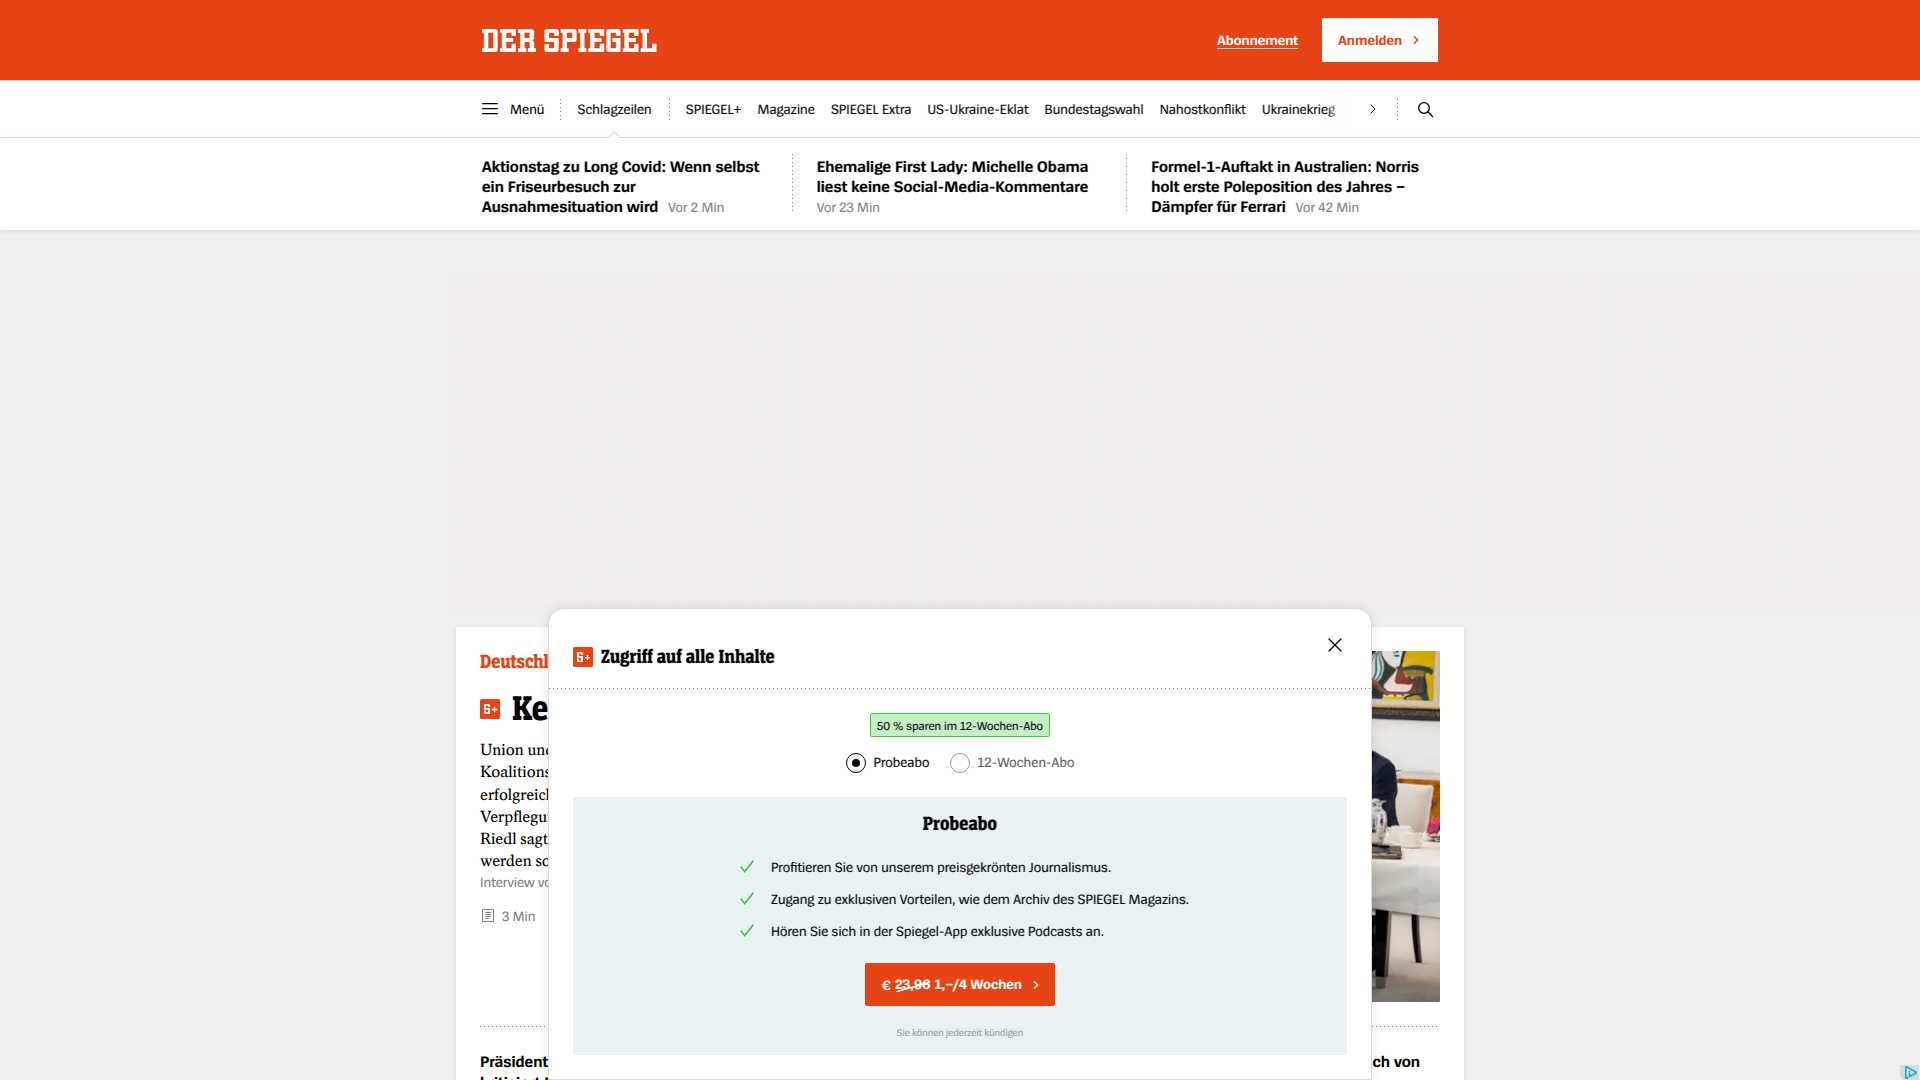 DER SPIEGEL
Abonnement
Anmelden
Menü
Schlagzeilen
SPIEGEL+
Magazine
SPIEGEL Extra
US-Ukraine-Eklat
Bundestagswahl
Nahostkonflikt
Ukrainekrieg
Aktionstag zu Long Covid: Wenn selbst
ein Friseurbesuch zur
Ausnahmesituation wird Vor 2 Min
Ehemalige First Lady: Michelle Obama
liest keine Social-Media-Kommentare
Vor 23 Min
Formel-1-Auftakt in Australien: Norris
holt erste Poleposition des Jahres –
Dämpfer für Ferrari Vor 42 Min
Deutschl
Ke
Union und
Koalitions
erfolgreich
Verpflegu
Riedl sagt
werden so
Interview vo
3 Min
Präsident
ch von
Zugriff auf alle Inhalte
50 % sparen im 12-Wochen-Abo
Probeabo
12-Wochen-Abo
Probeabo
Profitieren Sie von unserem preisgekrönten Journalismus.
Zugang zu exklusiven Vorteilen, wie dem Archiv des SPIEGEL Magazins.
Hören Sie sich in der Spiegel-App exklusive Podcasts an.
€ 23,96 1,–/4 Wochen
Sie können jederzeit kündigen